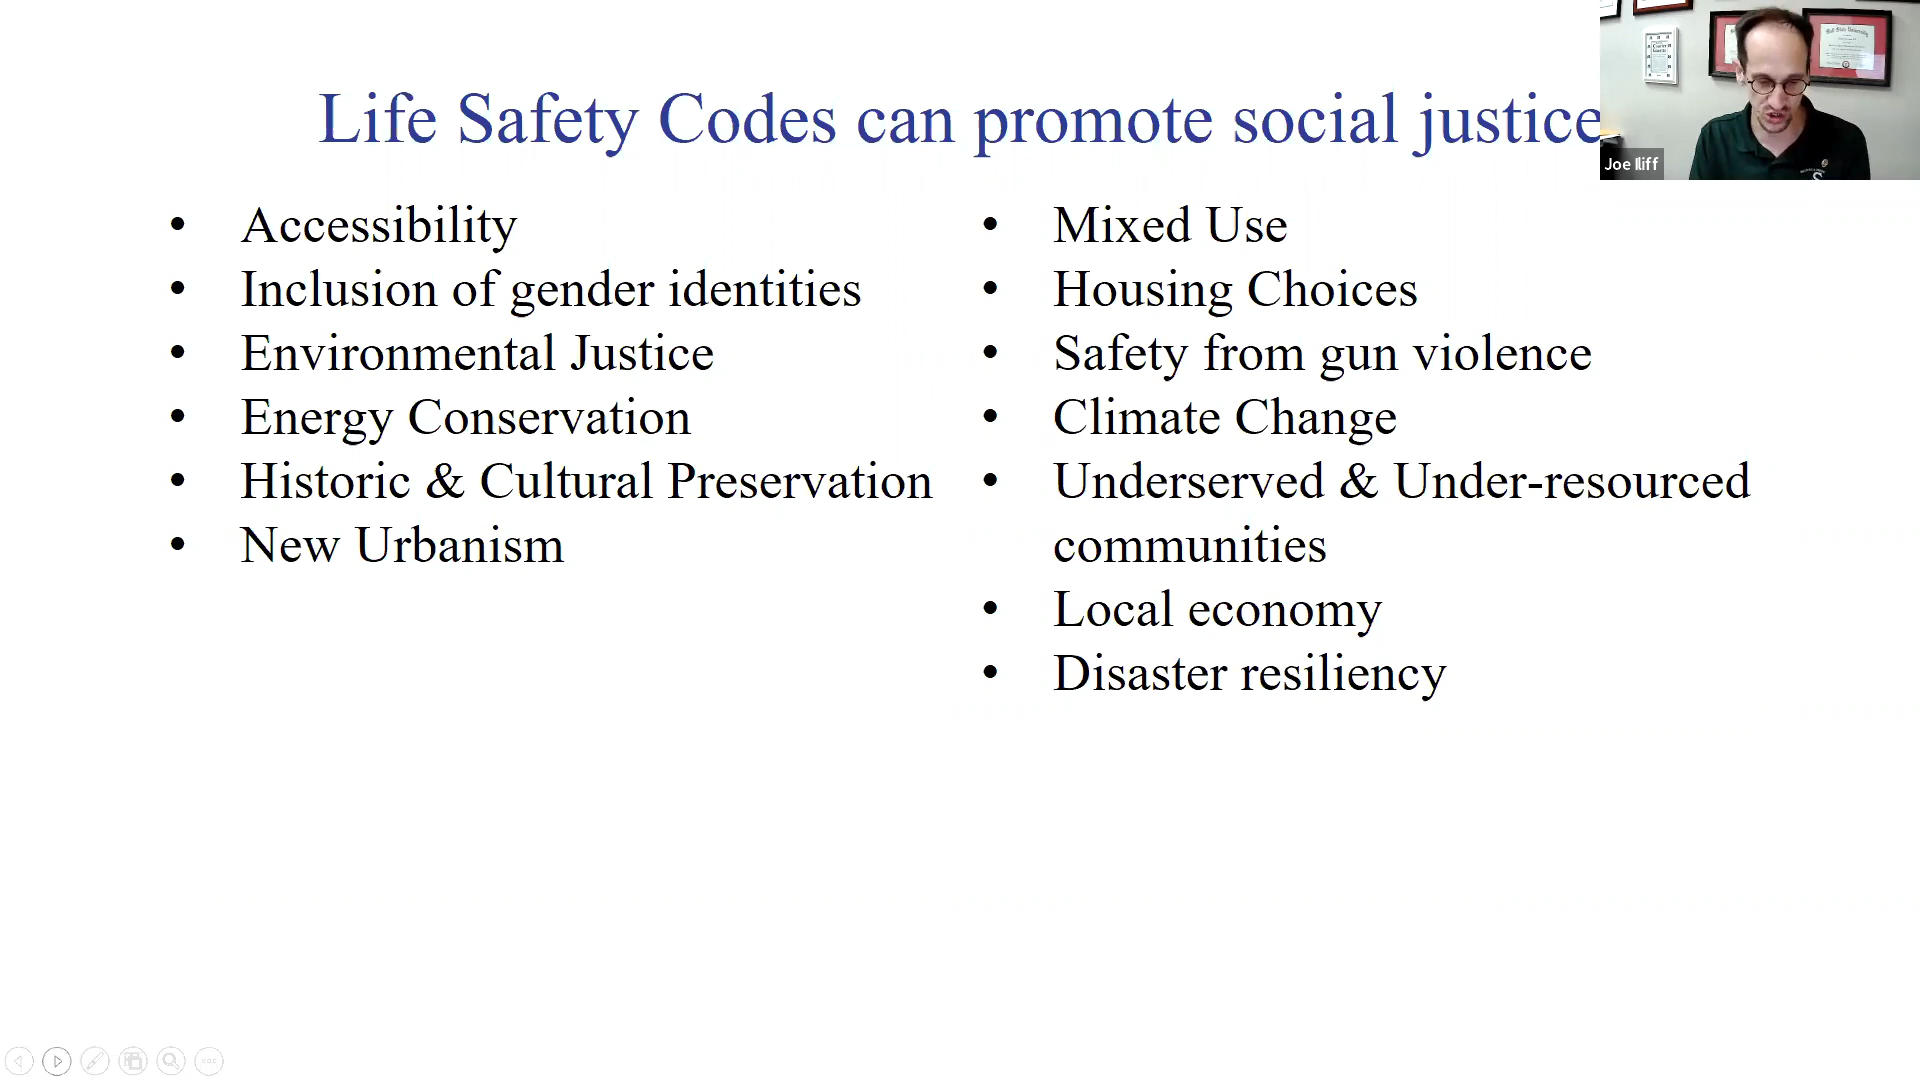 Life Safety Codes can promote social justice
• Accessibility
• Inclusion of gender identities
• Environmental Justice
• Energy Conservation
• Historic & Cultural Preservation
• New Urbanism
• Mixed Use
• Housing Choices
• Safety from gun violence
• Climate Change
• Underserved & Under-resourced
communities
• Local economy
• Disaster resiliency
Joe Iliff